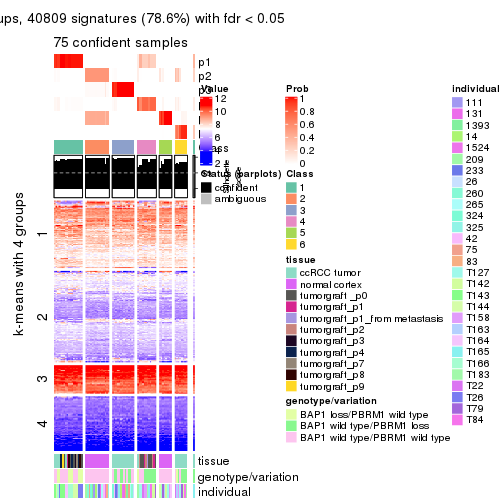 ups, 40809 signatures (78.6%) with fdr < 0.05
75 confident samples
p1
p2
k-means with 4 groups
1
2
3
4
tissue
genotype/variation
individual
Value
12
10
8
6
4
2
Status (barplots)
confident
ambiguous
Prob
1
0.8
0.6
0.4
0.2
0
Class
1
2
3
4
5
6
tissue
ccRCC tumor
normal cortex
tumorgraft_p0
tumorgraft_p1
tumorgraft_p1_from metastasis
tumorgraft_p2
tumorgraft_p3
tumorgraft_p4
tumorgraft_p7
tumorgraft_p8
tumorgraft_p9
genotype/variation
BAP1 loss/PBRM1 wild type
BAP1 wild type/PBRM1 loss
BAP1 wild type/PBRM1 wild type
individual
111
131
1393
14
1524
209
233
26
260
265
324
325
42
75
83
T127
T142
T143
T144
T158
T163
T164
T165
T166
T183
T22
T26
T79
T84